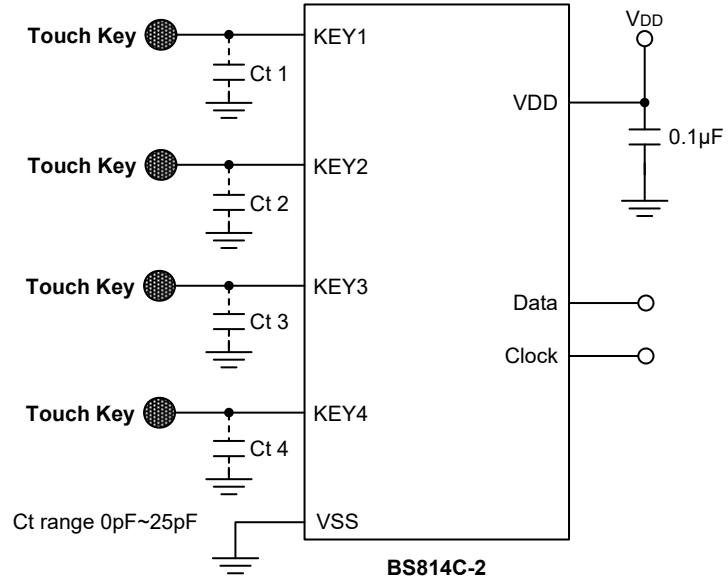 Touch Key
KEY1
Ct 1
VDD
VDD
0.1µF
Touch Key
KEY2
Ct 2
Touch Key
KEY3
Ct 3
Data
Clock
Touch Key
KEY4
Ct 4
Ct range 0pF~25pF
VSS
BS814C-2